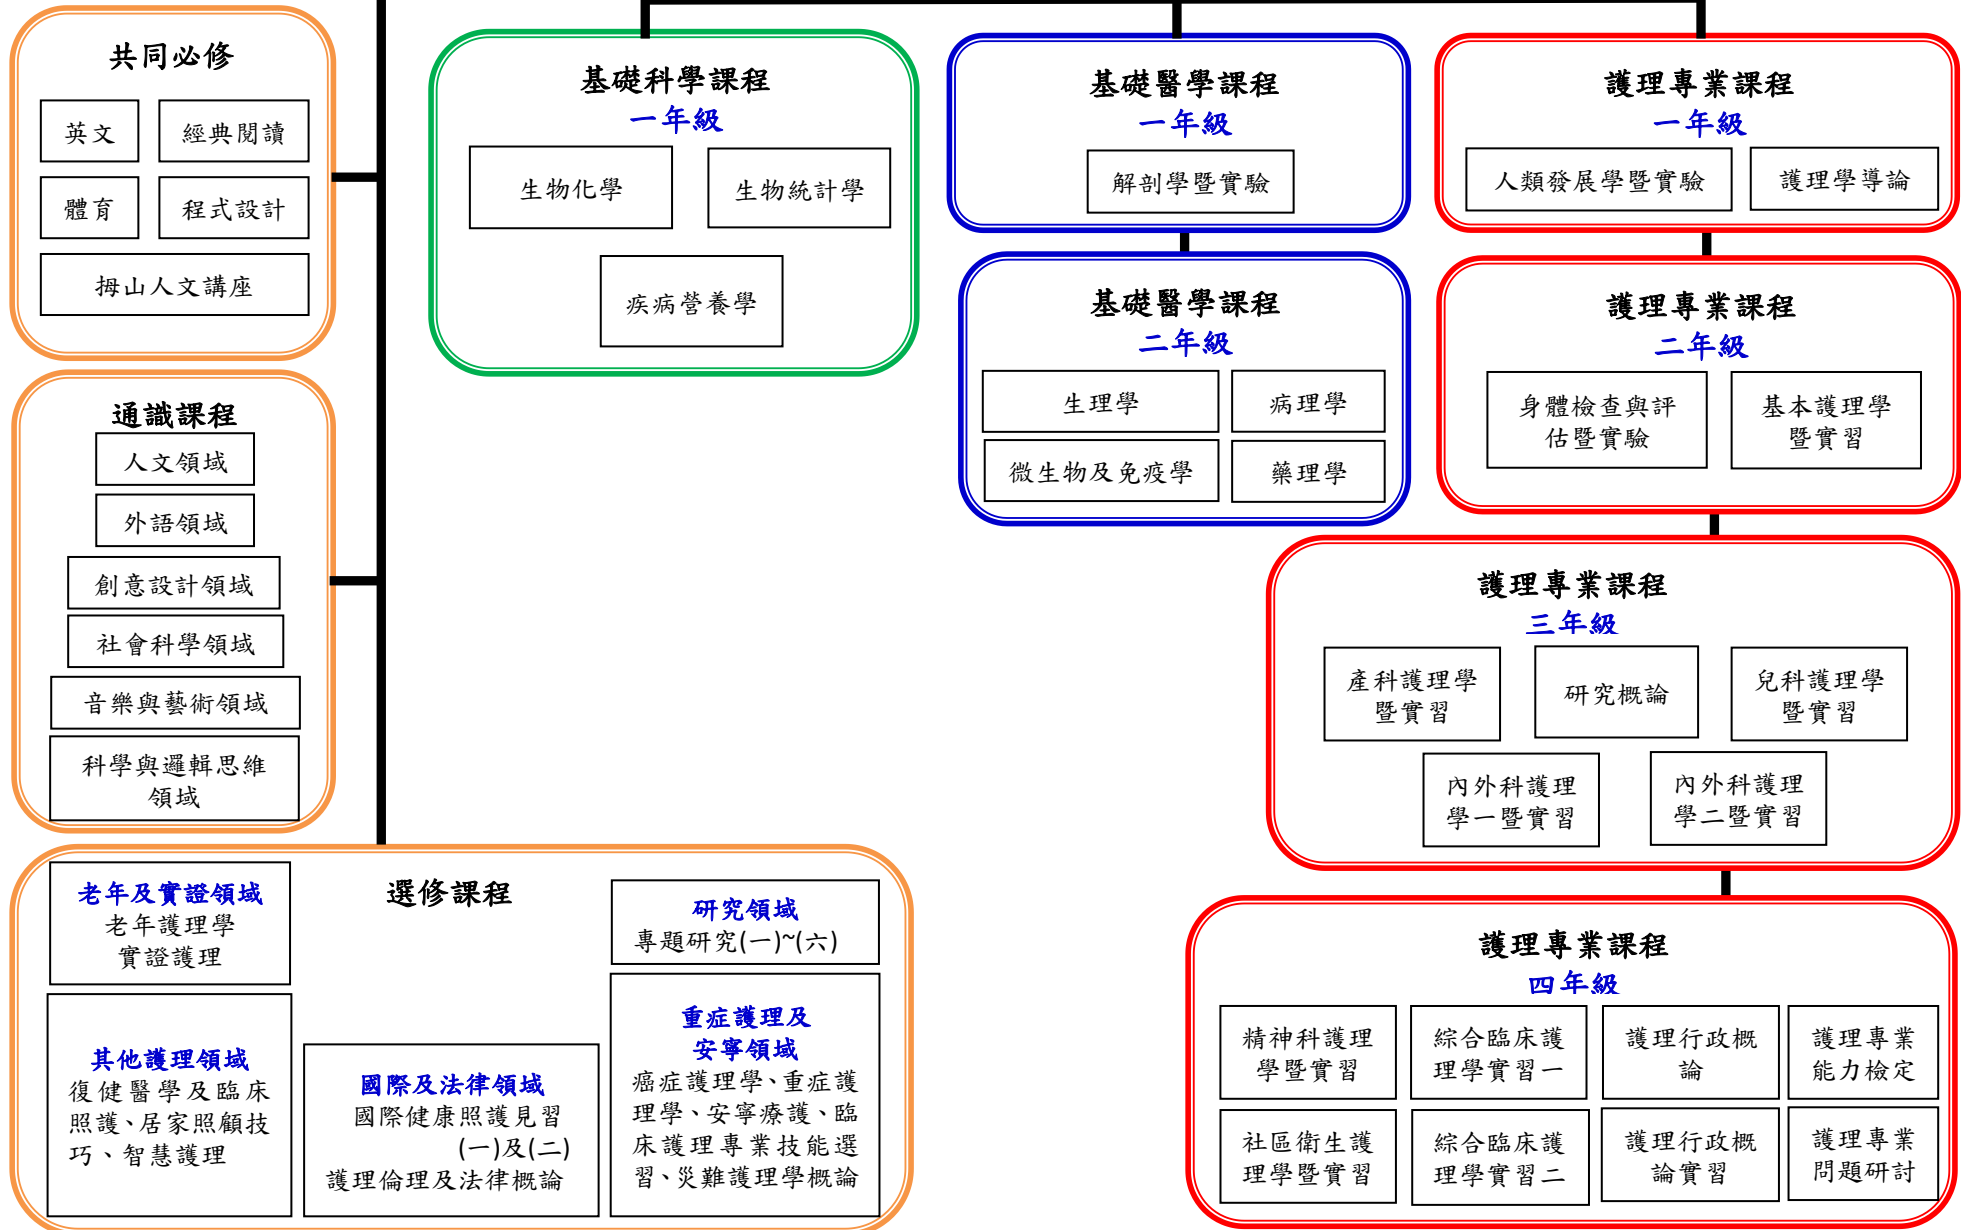 共同必修
英文
經典閱讀
體育
程式設計
拇山人文講座
通識課程
人文領域
外語領域
創意設計領域
社會科學領域
音樂與藝術領域
科學與邏輯思維
領域
基礎科學課程
一年級
生物化學
生物統計學
疾病營養學
基礎醫學課程
一年級
解剖學暨實驗
基礎醫學課程
二年級
生理學
病理學
微生物及免疫學
藥理學
護理專業課程
一年級
人類發展學暨實驗
護理學導論
護理專業課程
二年級
身體檢查與評
估暨實驗
基本護理學
暨實習
護理專業課程
三年級
產科護理學
暨實習
研究概論
兒科護理學
暨實習
內外科護理
學一暨實習
內外科護理
學二暨實習
護理專業課程
四年級
精神科護理
學暨實習
綜合臨床護
理學實習一
護理行政概
論
護理專業
能力檢定
社區衛生護
理學暨實習
綜合臨床護
理學實習二
護理行政概
論實習
護理專業
問題研討
選修課程
老年及實證領域
老年護理學
實證護理
其他護理領域
復健醫學及臨床
照護、居家照顧技
巧、智慧護理
國際及法律領域
國際健康照護見習
(一)及(二)
護理倫理及法律概論
研究領域
專題研究(一)~(六)
重症護理及
安寧領域
癌症護理學、重症護
理學、安寧療護、臨
床護理專業技能選
習、災難護理學概論